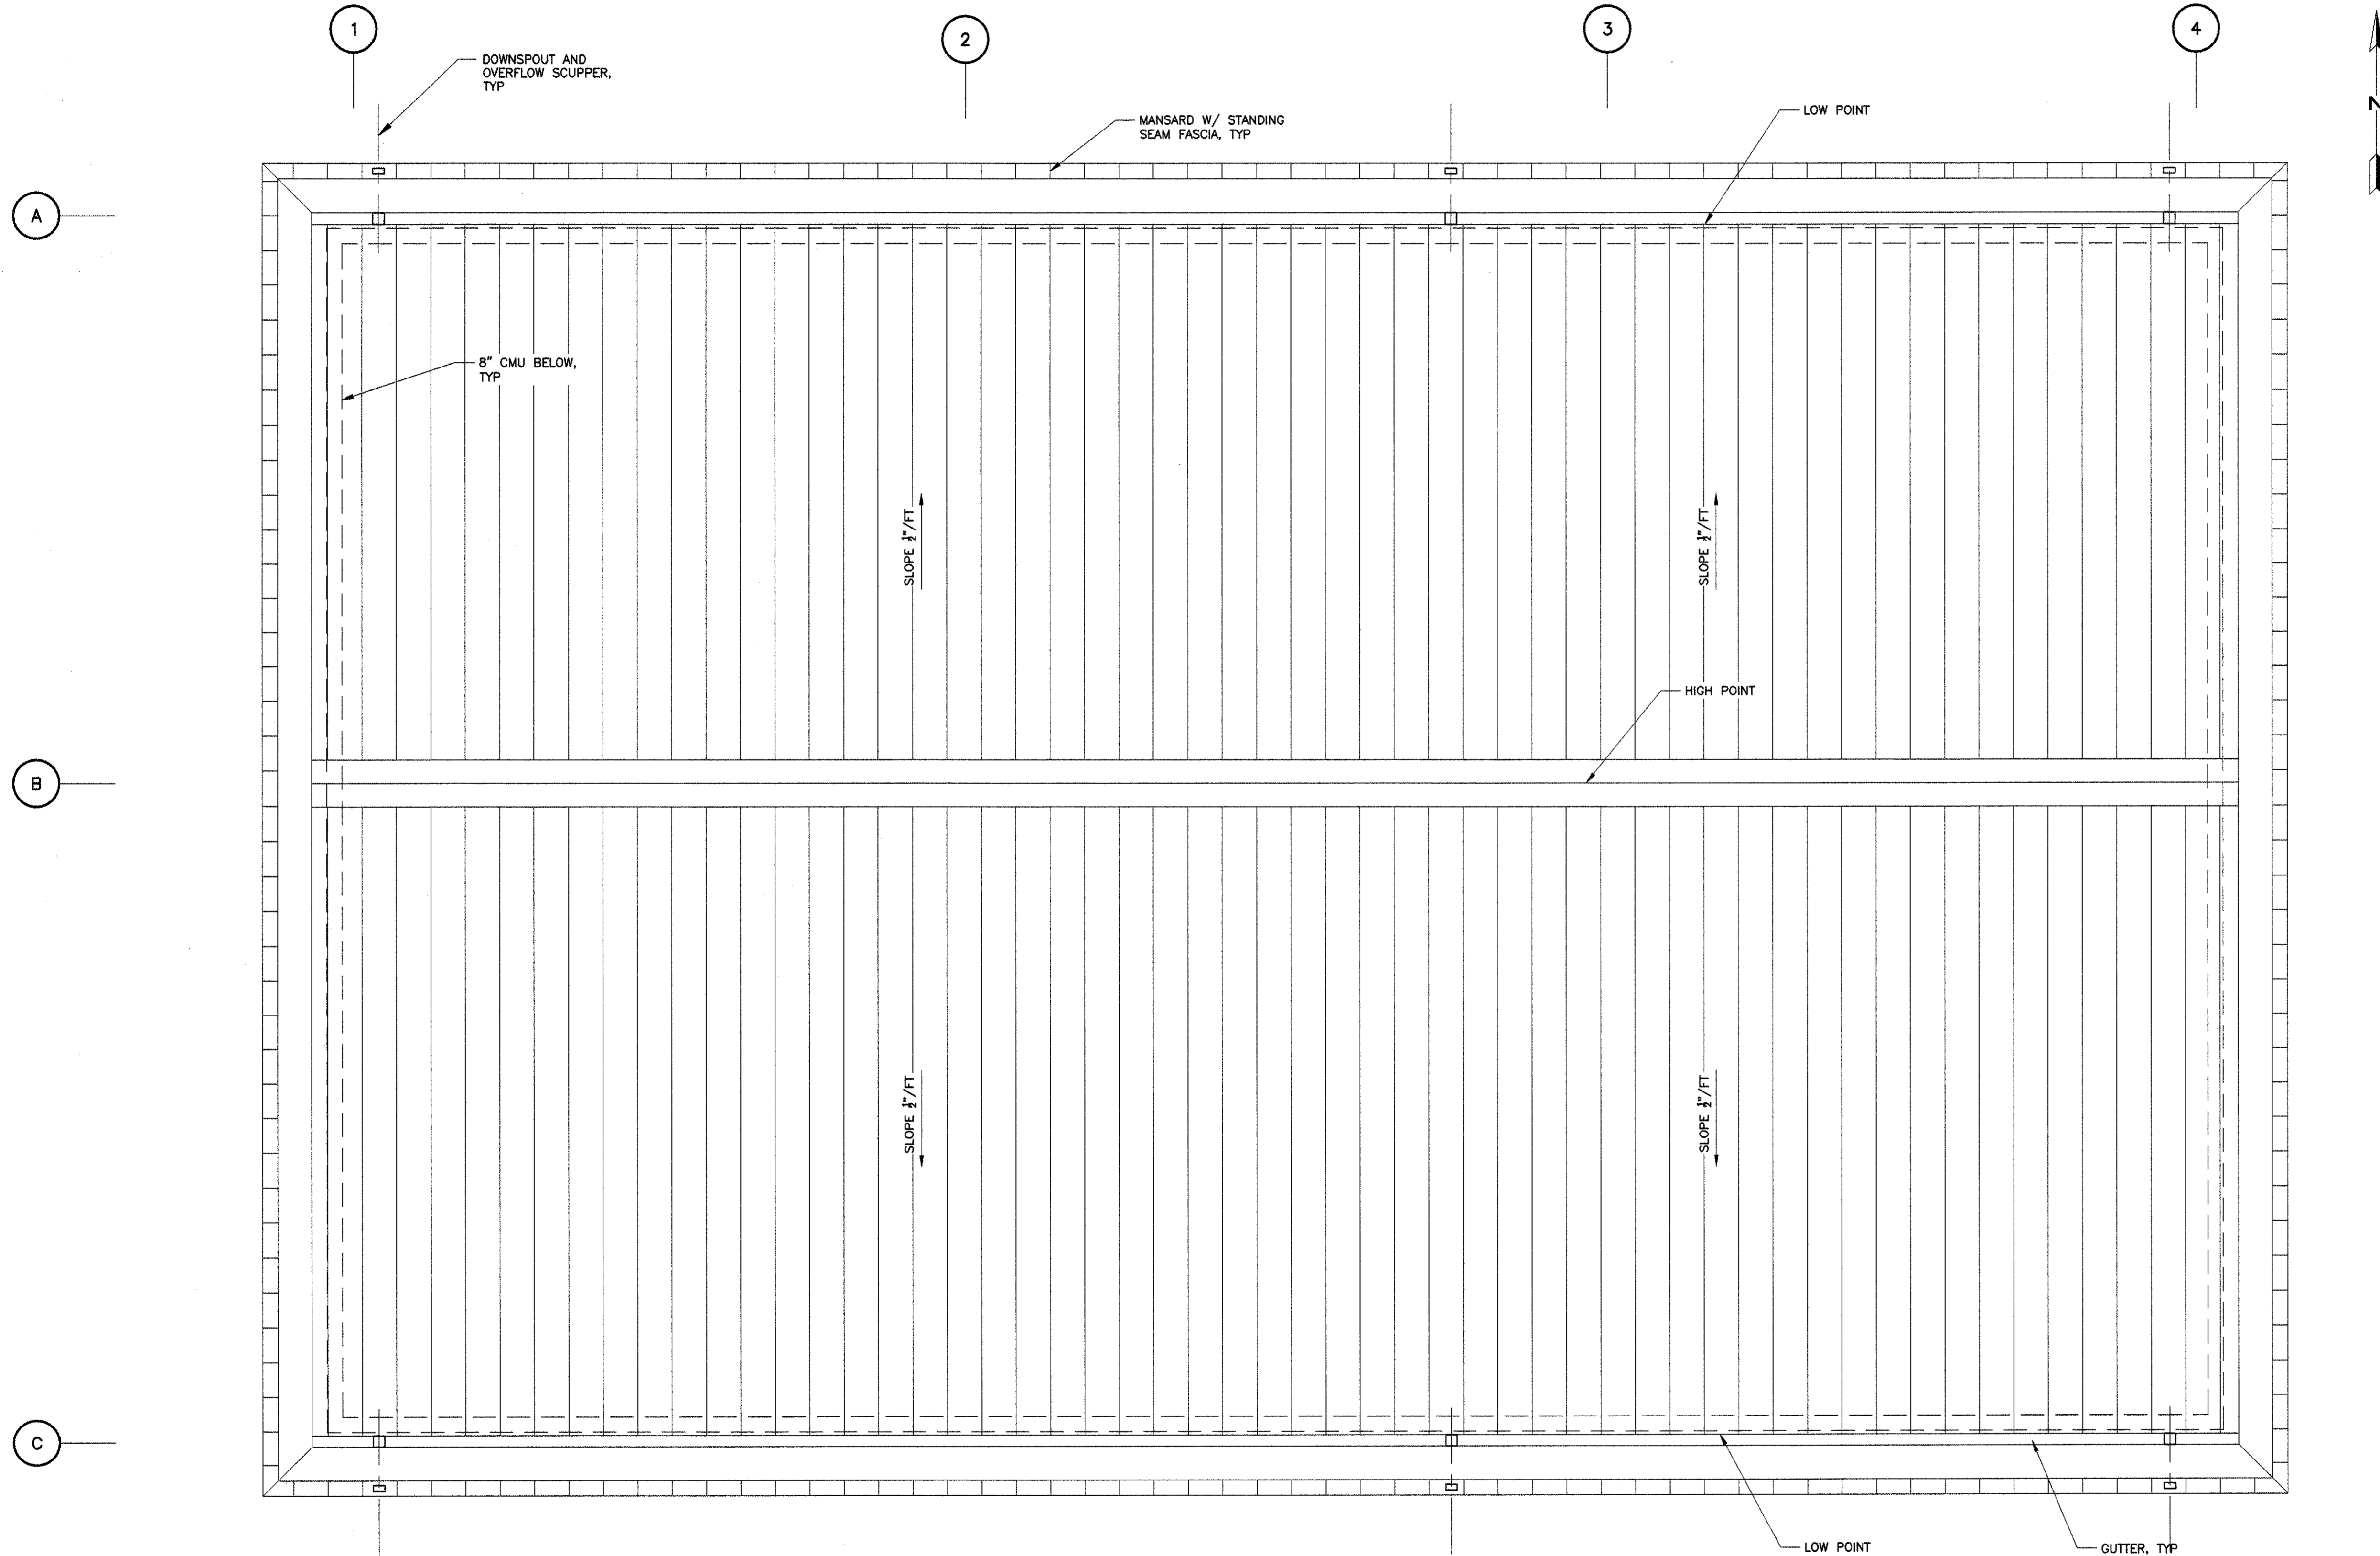 1
2
3
4
DOWNSPOUT AND
OVERFLOW SCUPPER,
TYP
MANSARD W/ STANDING
SEAM FASCIA, TYP
LOW POINT
N
A
8" CMU BELOW,
TYP
SLOPE ½"/FT
SLOPE ½"/FT
HIGH POINT
B
SLOPE ½"/FT
SLOPE ½"/FT
C
LOW POINT
GUTTER, TYP